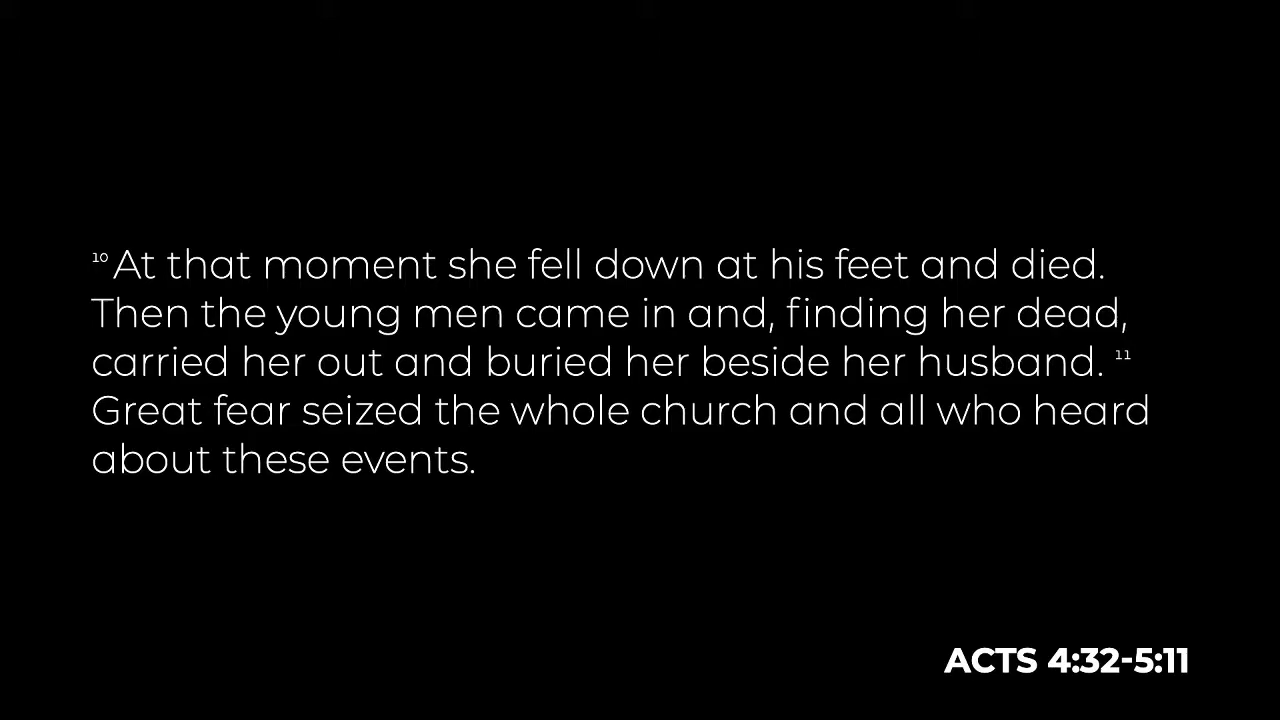 ¹⁰ At that moment she fell down at his feet and died.
Then the young men came in and, finding her dead,
carried her out and buried her beside her husband. ¹¹
Great fear seized the whole church and all who heard
about these events.
ACTS 4:32-5:11